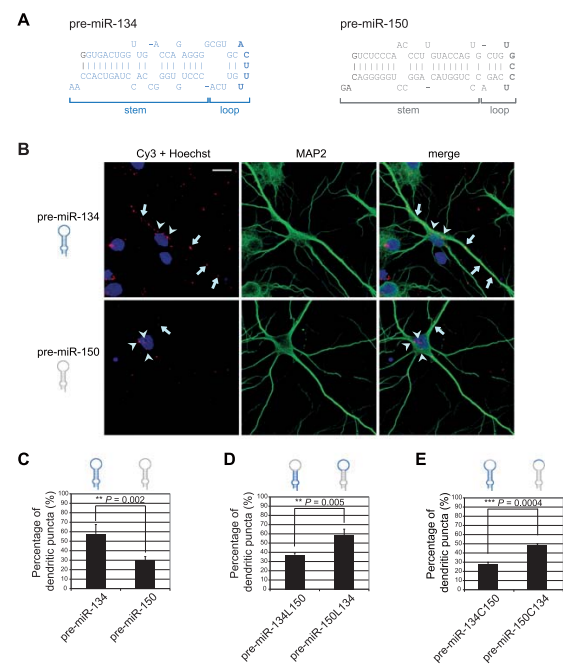 A
pre-miR-134
pre-miR-150
U -A G GCGU A
GGUGACUGG UG CCA GAGG GG C
CCACUGAUC AC GGU UCCC UG U
AA C CG G -ACU U
stem
loop
AC U U - U
GUCUCCCA CCU GUACCAG G CUG G
CAGGGGGU GGA CAUGGUC C GAC C
GA CC - C U A U
stem
loop
B
Cy3 + Hoechst
MAP2
merge
pre-miR-134
pre-miR-150
C
** P = 0.002
Percentage of
dendritic puncta (%)
100
90
80
70
60
50
40
30
20
10
0
pre-miR-134
pre-miR-150
D
** P = 0.005
Percentage of
dendritic puncta (%)
100
90
80
70
60
50
40
30
20
10
0
pre-miR-134L150
pre-miR-150L134
E
*** P = 0.0004
Percentage of
dendritic puncta (%)
100
90
80
70
60
50
40
30
20
10
0
pre-miR-134C150
pre-miR-150C134